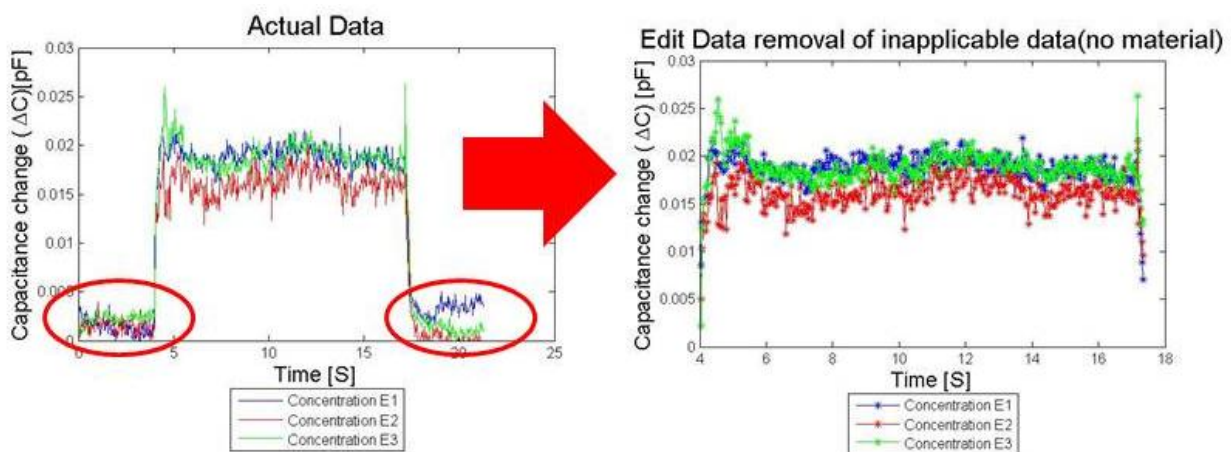 Actual Data
Capacitance change ( ΔC)[pF]
0.03
0.025
0.02
0.015
0.01
0.005
0
0 5 10 15 20 25
Time [S]
Concentration E1
Concentration E2
Concentration E3
Edit Data removal of inapplicable data(no material)
Capacitance change ( ΔC) [pF]
0.03
0.025
0.02
0.015
0.01
0.005
0
4 6 8 10 12 14 16 18
Time [S]
Concentration E1
Concentration E2
Concentration E3